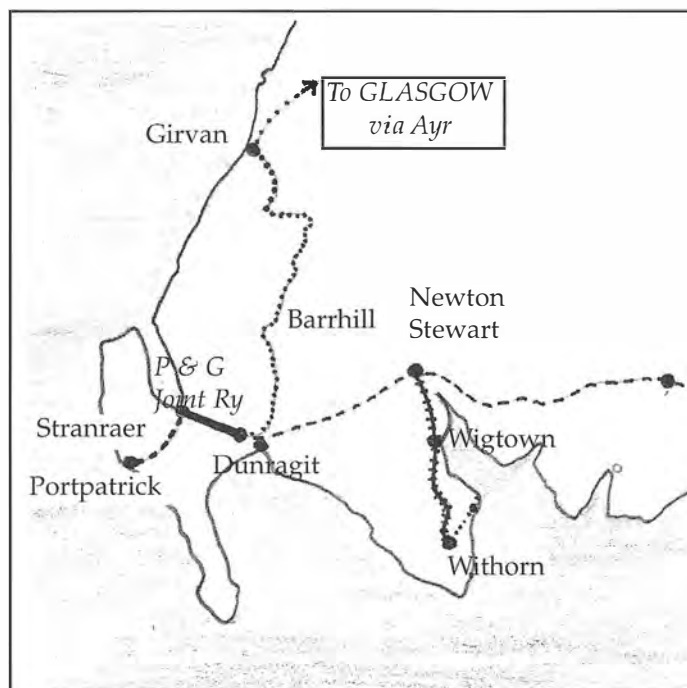 To GLASGOW
via Ayr
Girvan
Barrhill
Newton
Stewart
P & G
Joint Ry
Stranraer
Dunragit
Wigtown
Portpatrick
Withorn